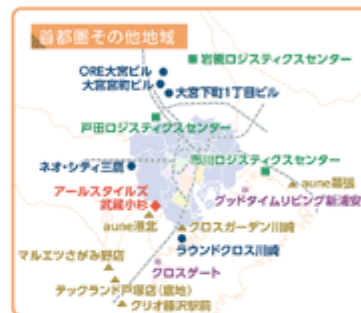 首都圏その他地域
岩槻ロジスティクスセンター
ORE大宮ビル
大宮宮町ビル
大宮下町1丁目ビル
戸田ロジスティクスセンター
ネオ・シティ三鷹
市川ロジスティクスセンター
アールスタイルズ
武蔵小杉
aune幕張
グッドタイムリビング新浦安
aune港北
クロスガーデン川崎
マルエツさがみ野店
ラウンドクロス川崎
クロスゲート
テックランド戸塚店(底地)
クリオ藤沢駅前